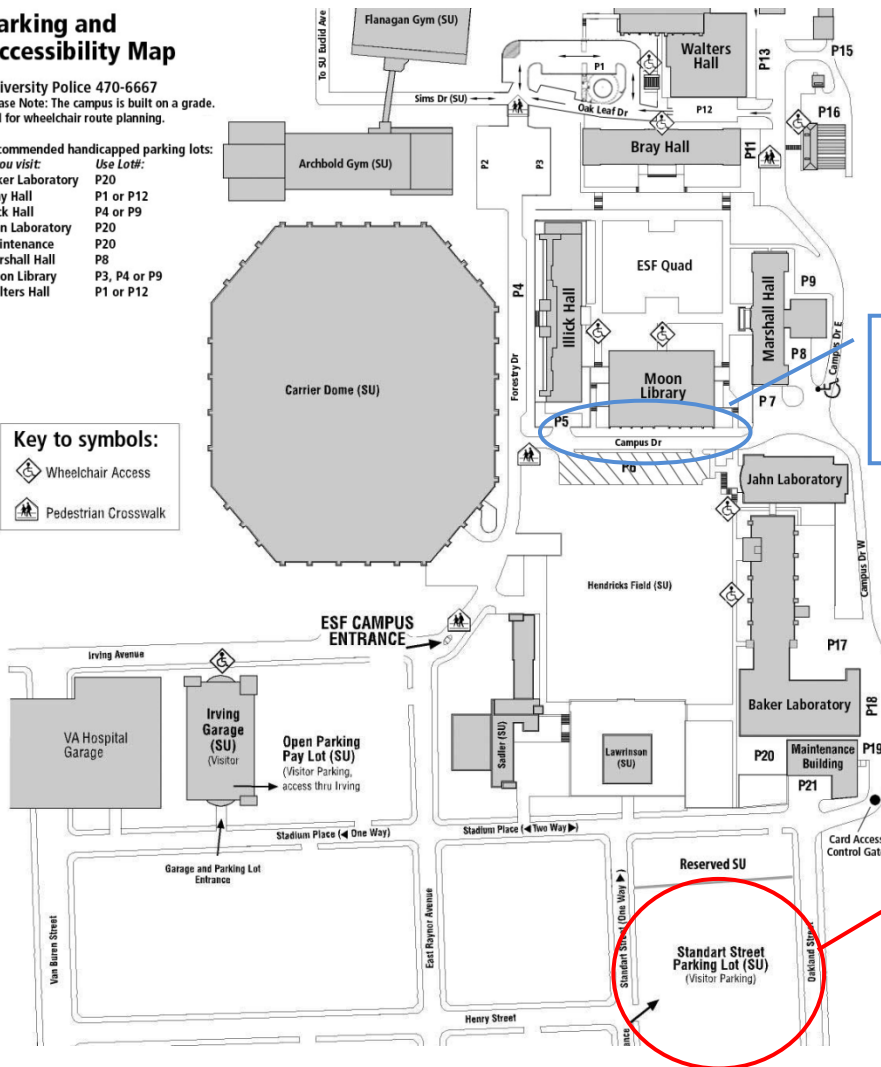 arking and
ccessibility Map
iversity Police 470-6667
ase Note: The campus is built on a grade.
l for wheelchair route planning.
commended handicapped parking lots:
ou visit: Use Lot#:
ker Laboratory P20
ay Hall P1 or P12
ck Hall P4 or P9
n Laboratory P20
intenance P20
rshall Hall P8
on Library P3, P4 or P9
lters Hall P1 or P12
Key to symbols:
Wheelchair Access
Pedestrian Crosswalk
To SU Euclid Ave
Flanagan Gym (SU)
Sims Dr (SU)
Oak Leaf Dr
P1
Walters
Hall
P13
P15
P12
P16
Archbold Gym (SU)
P2
P3
Bray Hall
P11
Carrier Dome (SU)
Forestry Dr
P4
Illick Hall
ESF Quad
Marshall Hall
P9
P8
Campus Dr E
P7
Moon
Library
P5
Campus Dr
P6
Jahn Laboratory
Campus Dr W
Hendricks Field (SU)
ESF CAMPUS
ENTRANCE
Irving Avenue
P17
Baker Laboratory
P18
VA Hospital
Garage
Irving
Garage
(SU)
(Visitor
Open Parking
Pay Lot (SU)
(Visitor Parking,
access thru Irving
Sadler (SU)
Lawrinson
(SU)
P20
Maintenance
Building
P19
P21
Stadium Place (◀ One Way)
Stadium Place (◀ Two Way▶)
Card Access
Control Gate
Garage and Parking Lot
Entrance
Reserved SU
Van Buren Street
East Raynor Avenue
Standart Street (One Way ▶)
Standart Street
Parking Lot (SU)
(Visitor Parking)
Oakland Street
Henry Street
ance